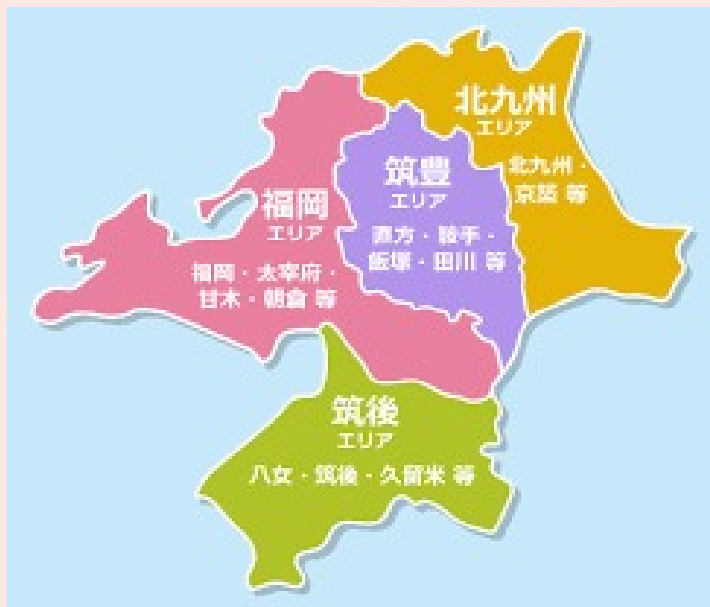 北九州
エリア
北九州・
京築 等
筑豊
エリア
直方・鞍手・
飯塚・田川 等
福岡
エリア
福岡・太宰府・
甘木・朝倉 等
筑後
エリア
八女・筑後・久留米 等